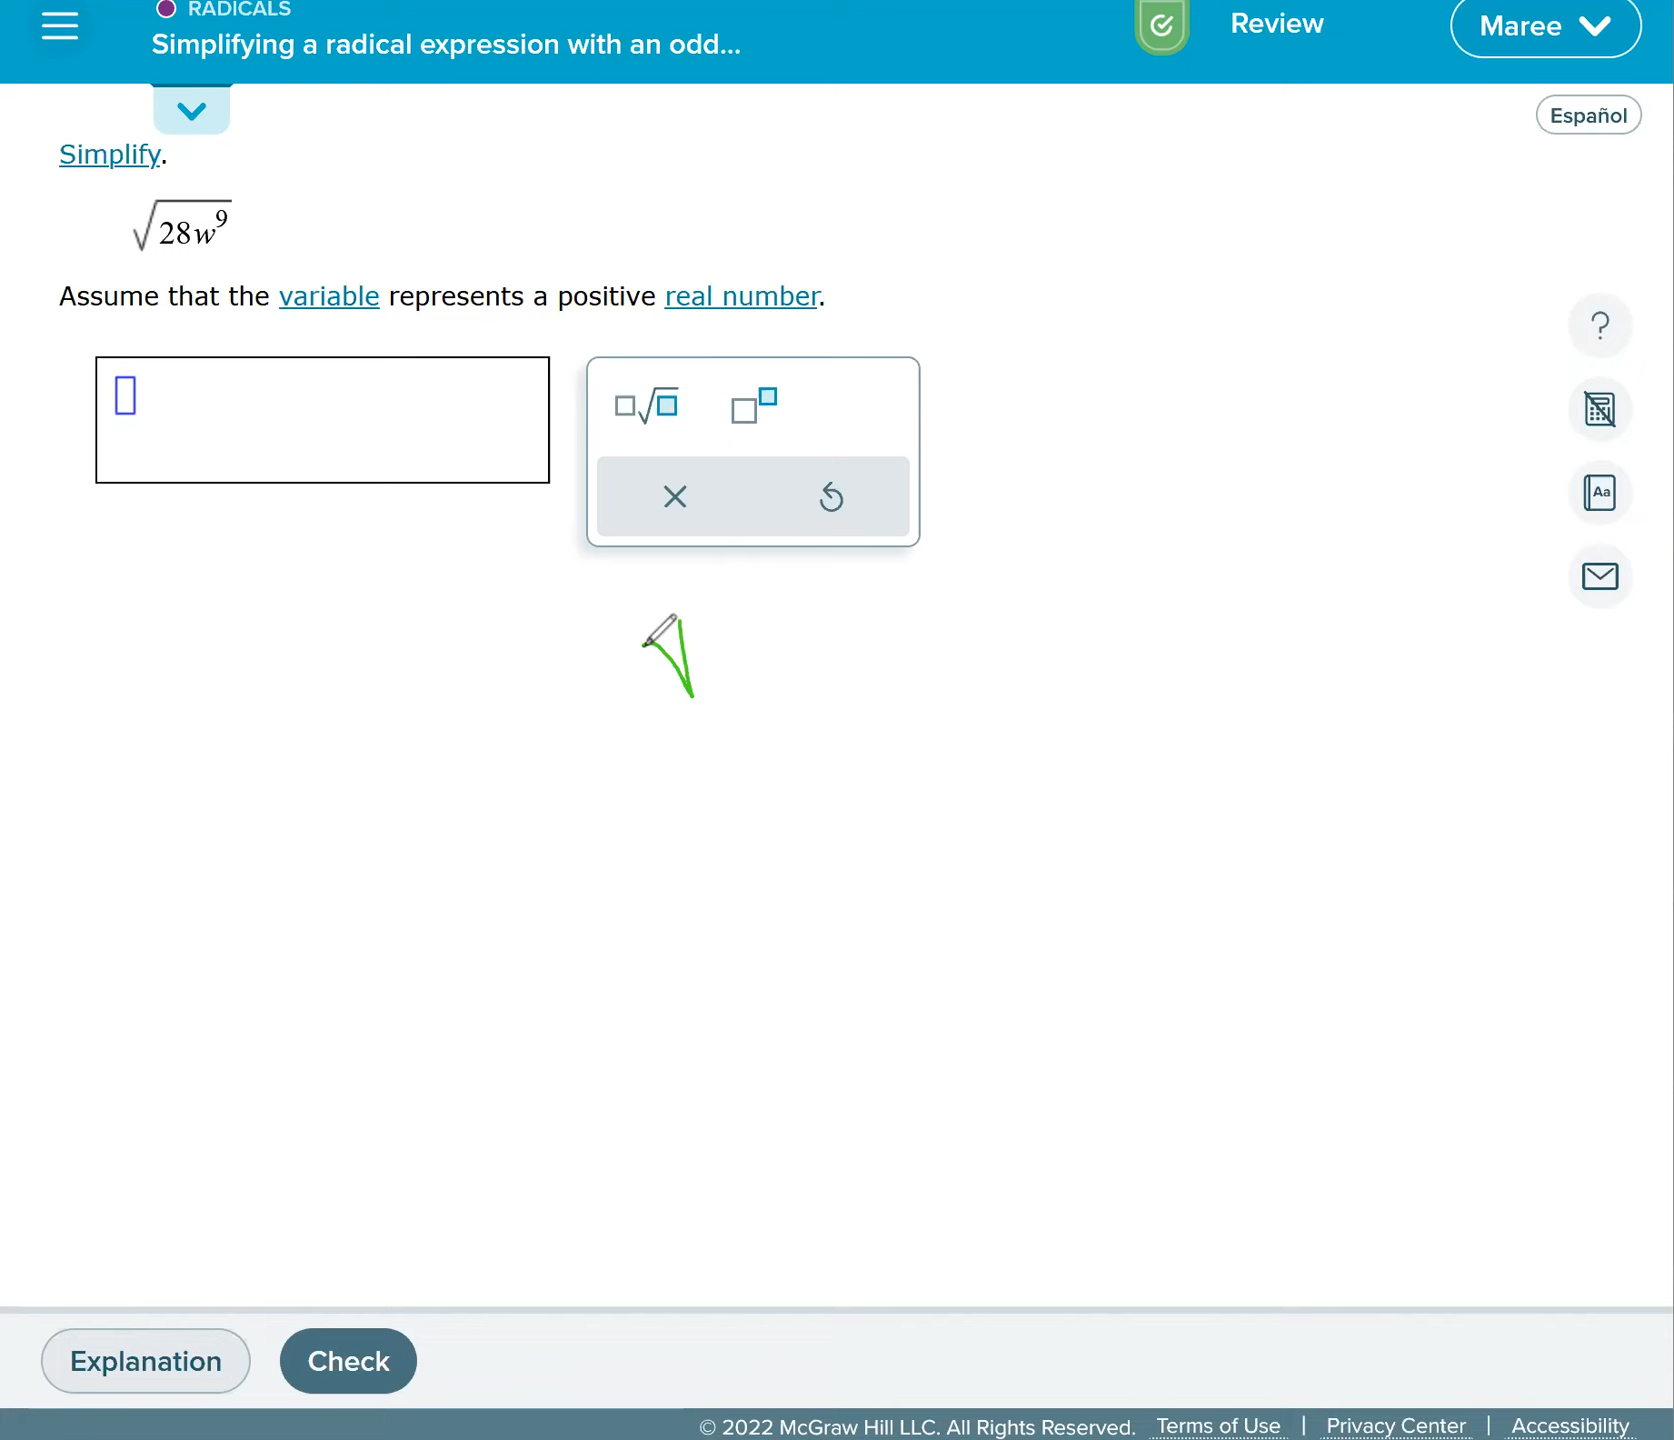 RADICALS
Simplifying a radical expression with an odd...
Review
Maree
Español
Simplify.
√28w⁹
Assume that the variable represents a positive real number.
?
Aa
Explanation
Check
© 2022 McGraw Hill LLC. All Rights Reserved. Terms of Use | Privacy Center | Accessibility